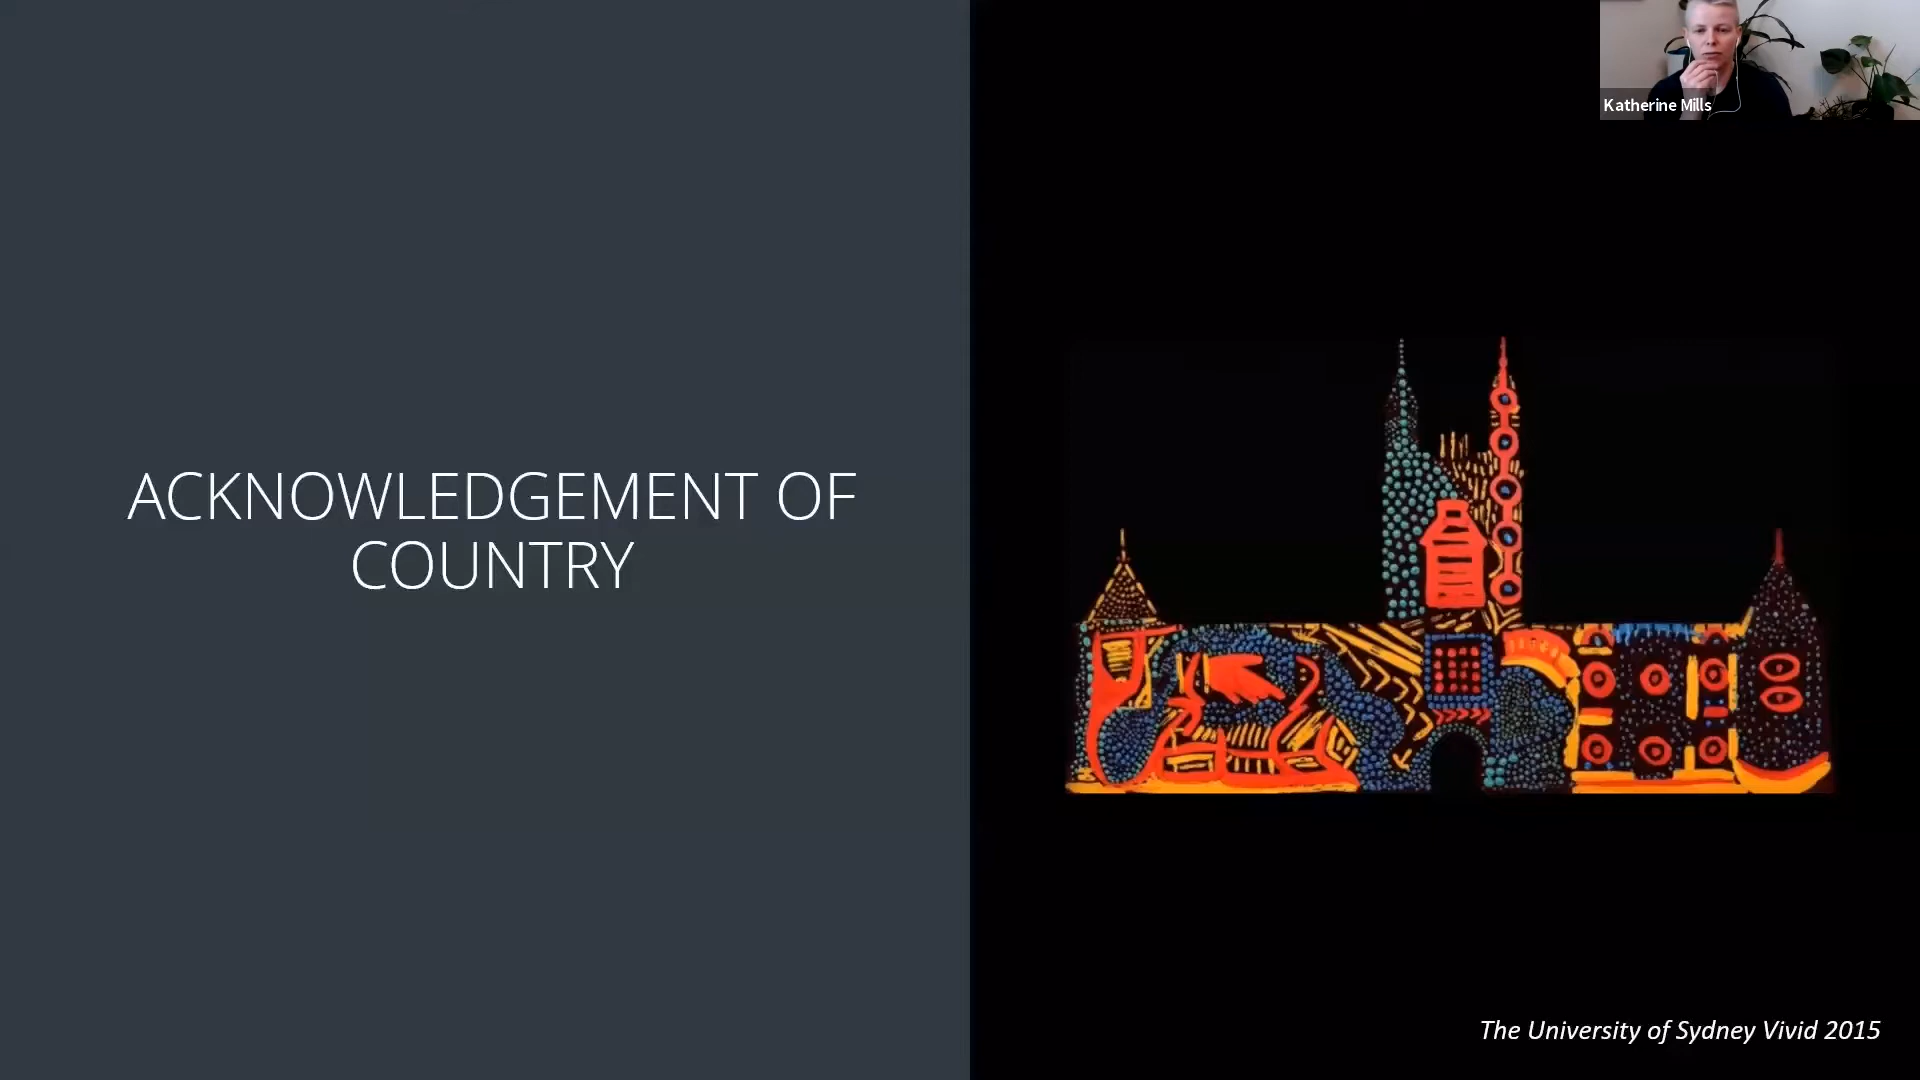 Katherine Mills
ACKNOWLEDGEMENT OF
COUNTRY
The University of Sydney Vivid 2015